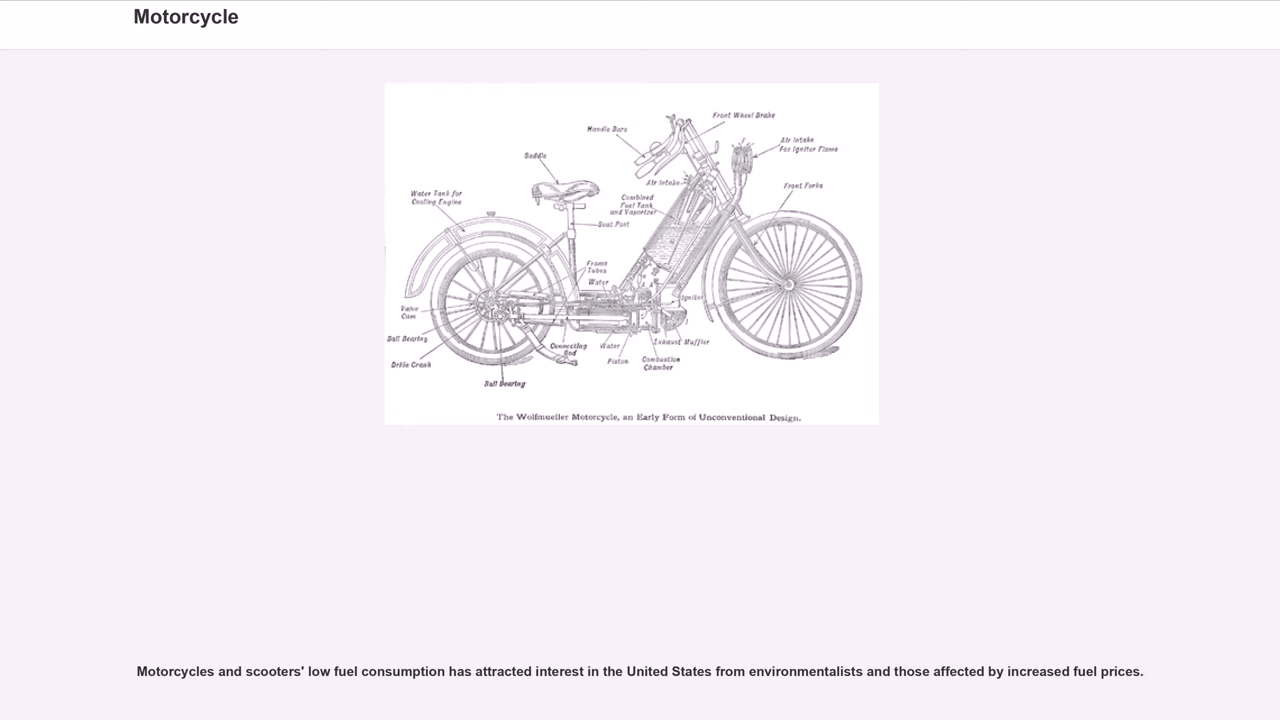 Motorcycle
Front Wheel Brake
Handle Bars
Air Intake
For Igniter Flame
Saddle
Air Intake
Front Forks
Water Tank for
Cooling Engine
Combined
Fuel Tank
and Vaporizer
Seat Post
Frame
Tubes
Water
Igniter
Cam
Ball Bearing
Exhaust Muffler
Connecting
Rod
Water
Piston
Combustion
Chamber
Crank
Ball Bearing
The Wolfmueller Motorcycle, an Early Form of Unconventional Design.
Motorcycles and scooters' low fuel consumption has attracted interest in the United States from environmentalists and those affected by increased fuel prices.